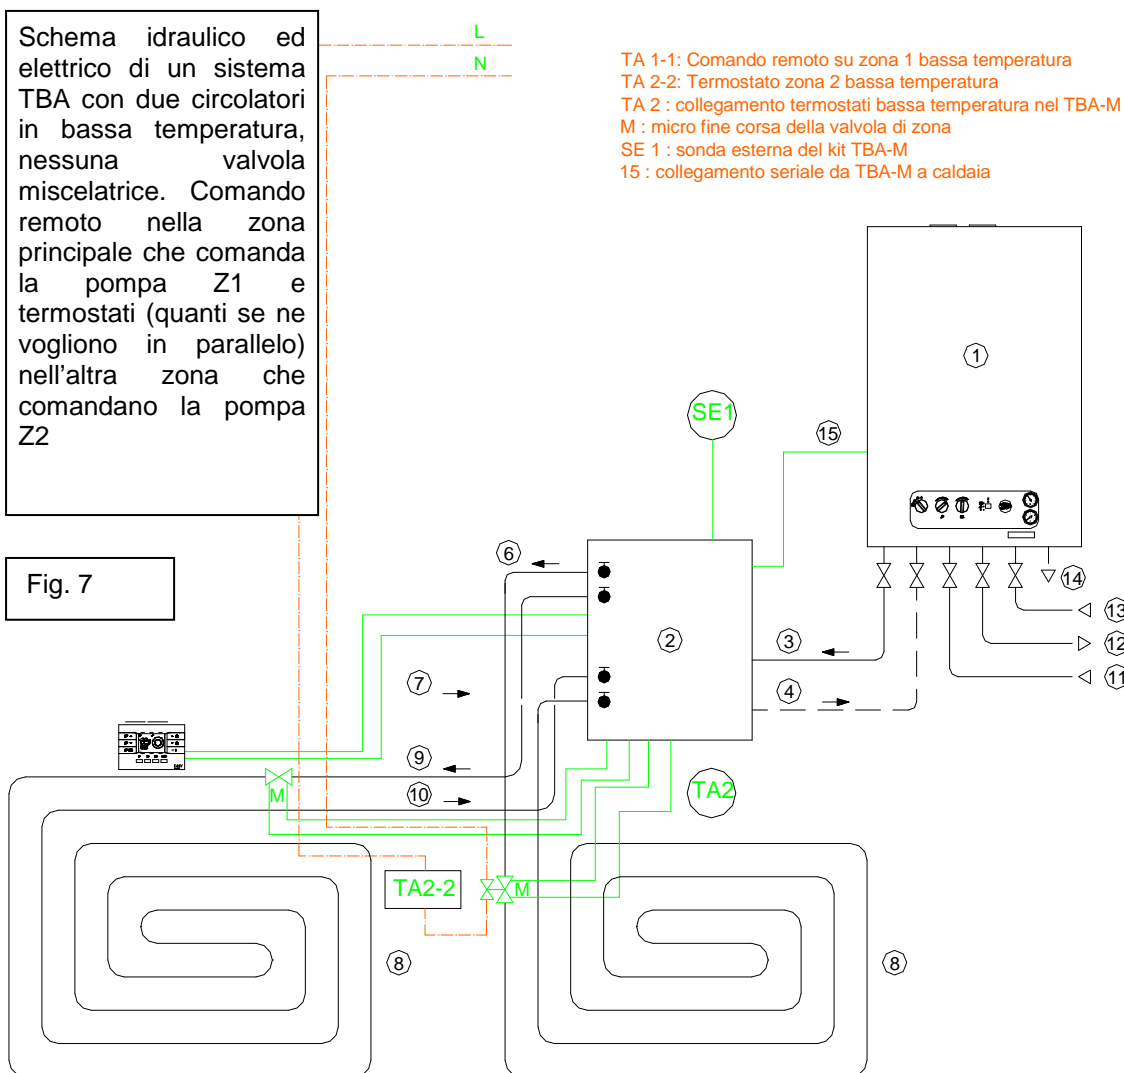 Schema idraulico ed
elettrico di un sistema
TBA con due circolatori
in bassa temperatura,
nessuna valvola
miscelatrice. Comando
remoto nella zona
principale che comanda
la pompa Z1 e
termostati (quanti se ne
vogliono in parallelo)
nell'altra zona che
comandano la pompa
Z2
L
N
TA 1-1: Comando remoto su zona 1 bassa temperatura
TA 2-2: Termostato zona 2 bassa temperatura
TA 2 : collegamento termostati bassa temperatura nel TBA-M
M : micro fine corsa della valvola di zona
SE 1 : sonda esterna del kit TBA-M
15 : collegamento seriale da TBA-M a caldaia
1
SE1
15
Fig. 7
6
14
13
2
3
12
7
4
11
9
10
TA2
M
TA2-2
M
8
8